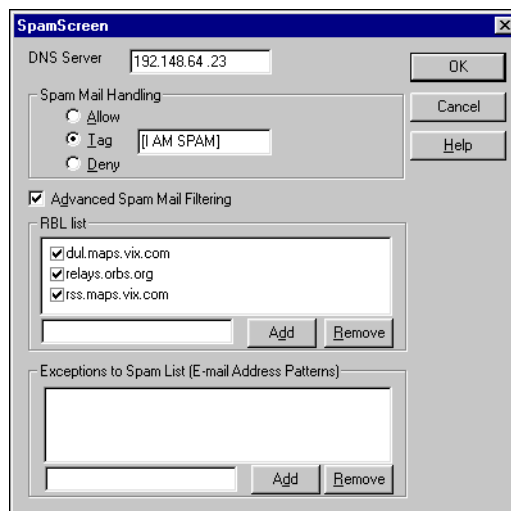 SpamScreen
DNS Server 192.148.64 .23
OK
Spam Mail Handling
Cancel
Allow
Tag [I AM SPAM]
Help
Deny
Advanced Spam Mail Filtering
RBL list
dul.maps.vix.com
relays.orbs.org
rss.maps.vix.com
Add Remove
Exceptions to Spam List (E-mail Address Patterns)
Add Remove